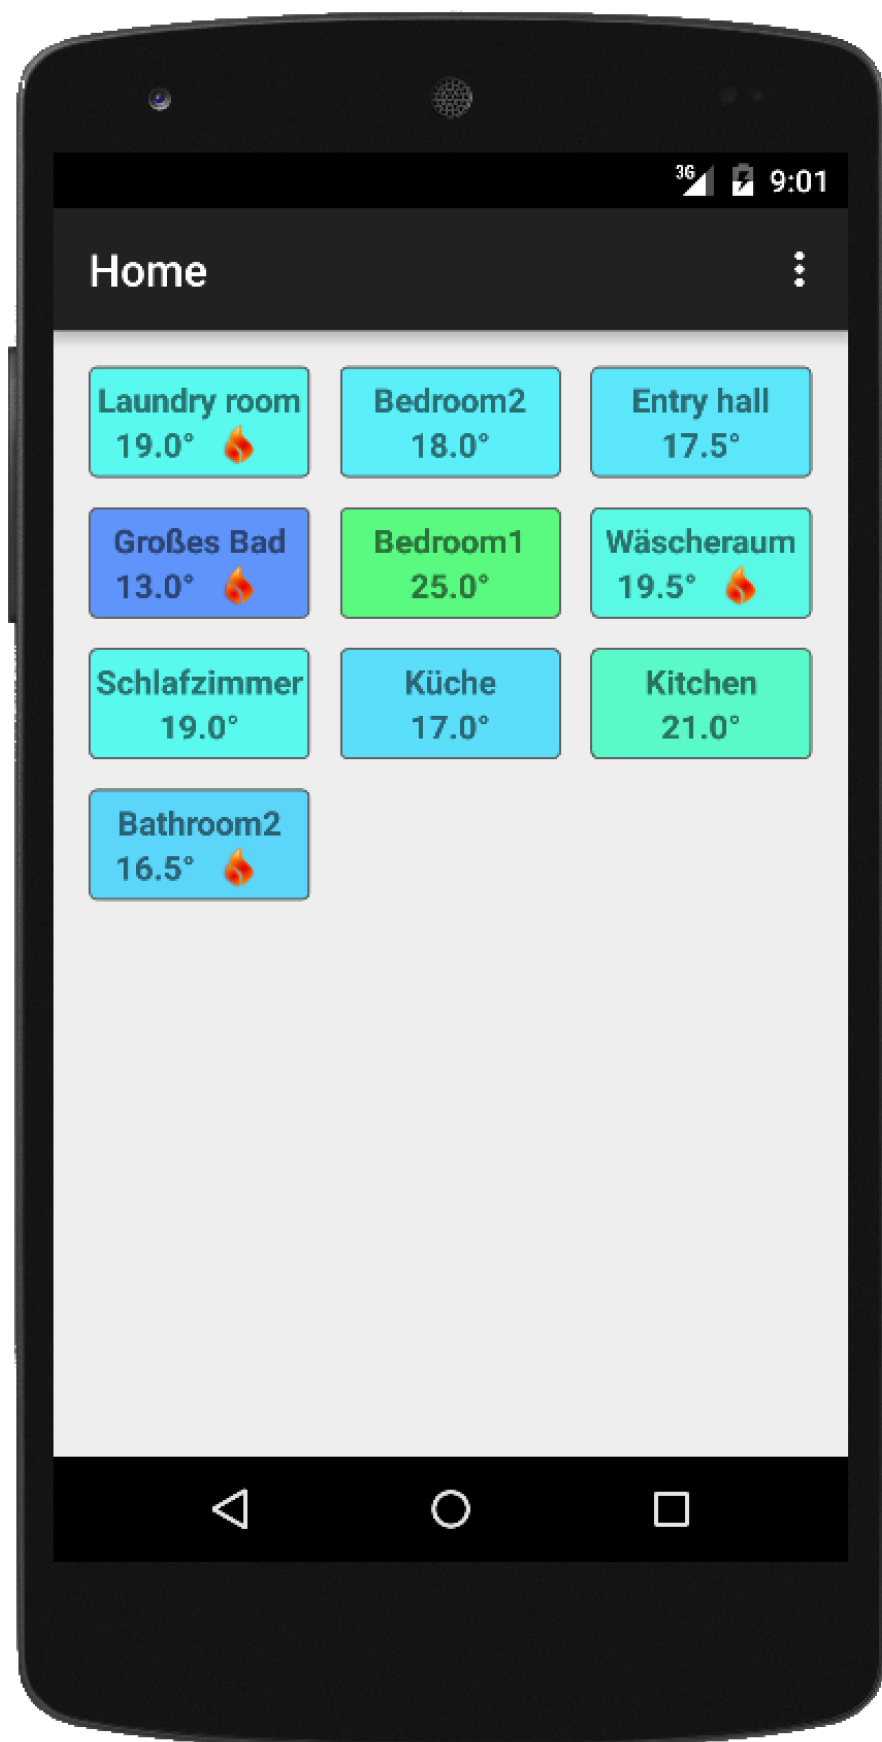 3G 9:01
Home
Laundry room
19.0°
Bedroom2
18.0°
Entry hall
17.5°
Großes Bad
13.0°
Bedroom1
25.0°
Wäscheraum
19.5°
Schlafzimmer
19.0°
Küche
17.0°
Kitchen
21.0°
Bathroom2
16.5°